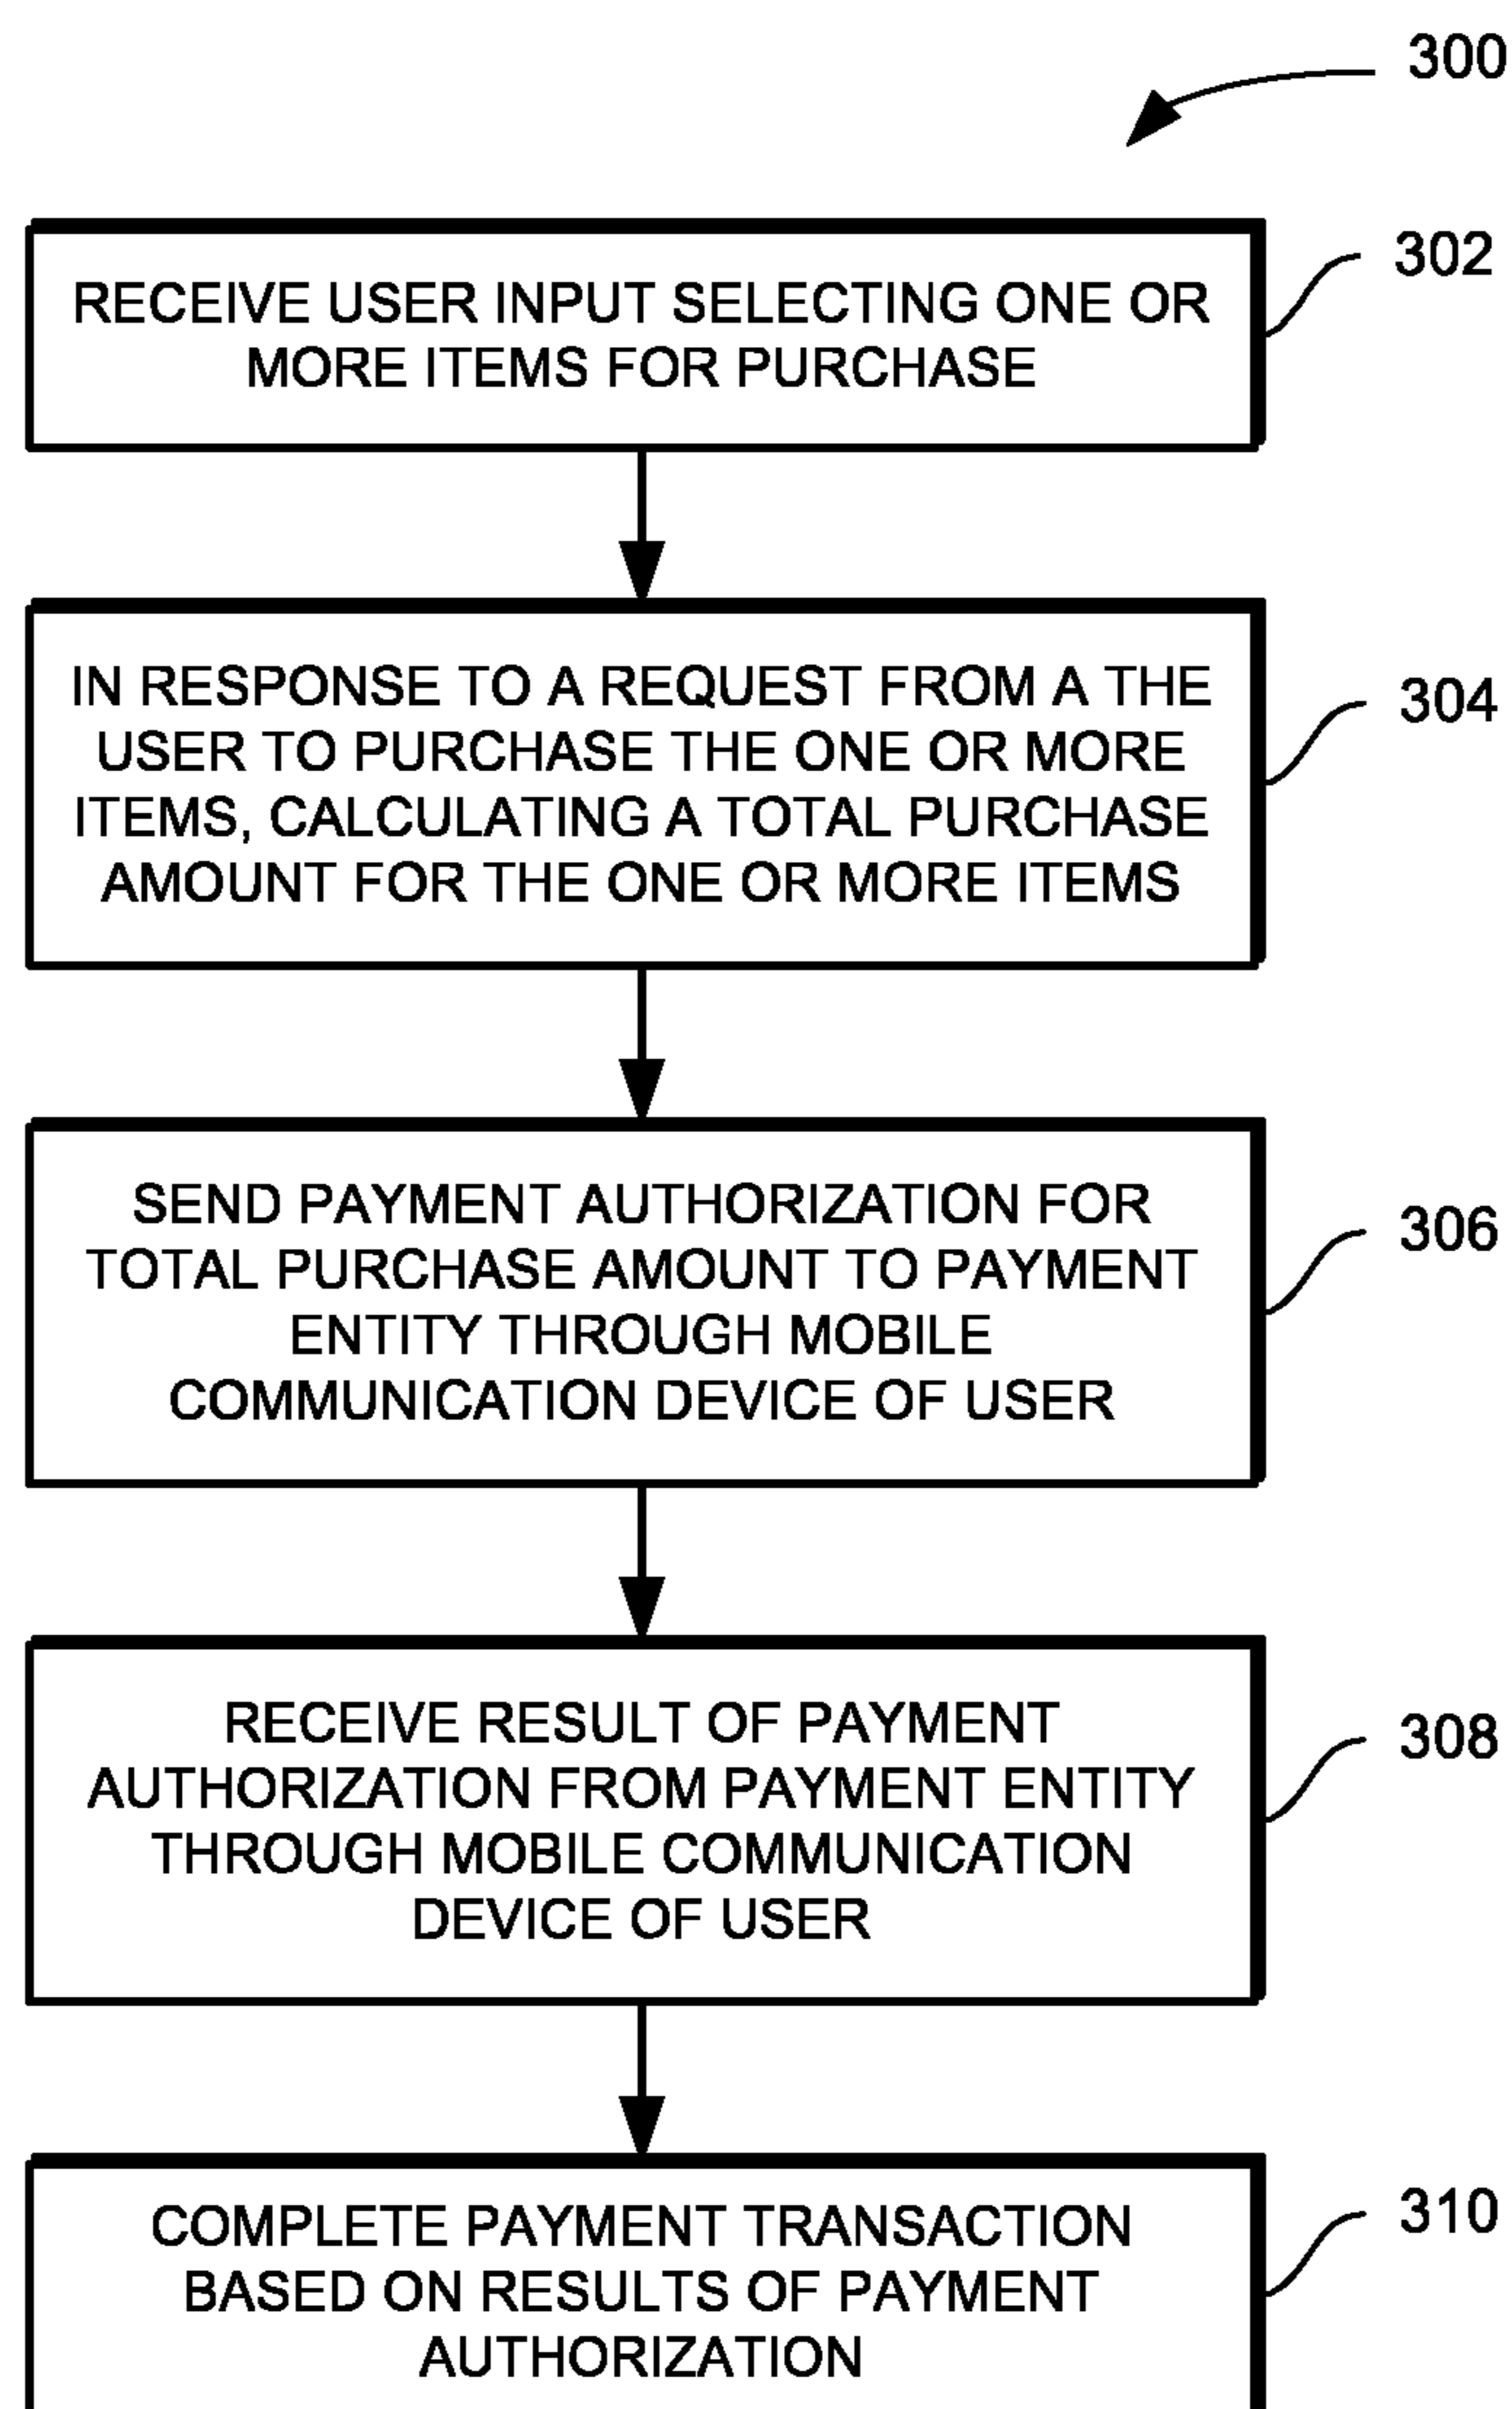 300
302
RECEIVE USER INPUT SELECTING ONE OR
MORE ITEMS FOR PURCHASE
304
IN RESPONSE TO A REQUEST FROM A THE
USER TO PURCHASE THE ONE OR MORE
ITEMS, CALCULATING A TOTAL PURCHASE
AMOUNT FOR THE ONE OR MORE ITEMS
306
SEND PAYMENT AUTHORIZATION FOR
TOTAL PURCHASE AMOUNT TO PAYMENT
ENTITY THROUGH MOBILE
COMMUNICATION DEVICE OF USER
308
RECEIVE RESULT OF PAYMENT
AUTHORIZATION FROM PAYMENT ENTITY
THROUGH MOBILE COMMUNICATION
DEVICE OF USER
310
COMPLETE PAYMENT TRANSACTION
BASED ON RESULTS OF PAYMENT
AUTHORIZATION